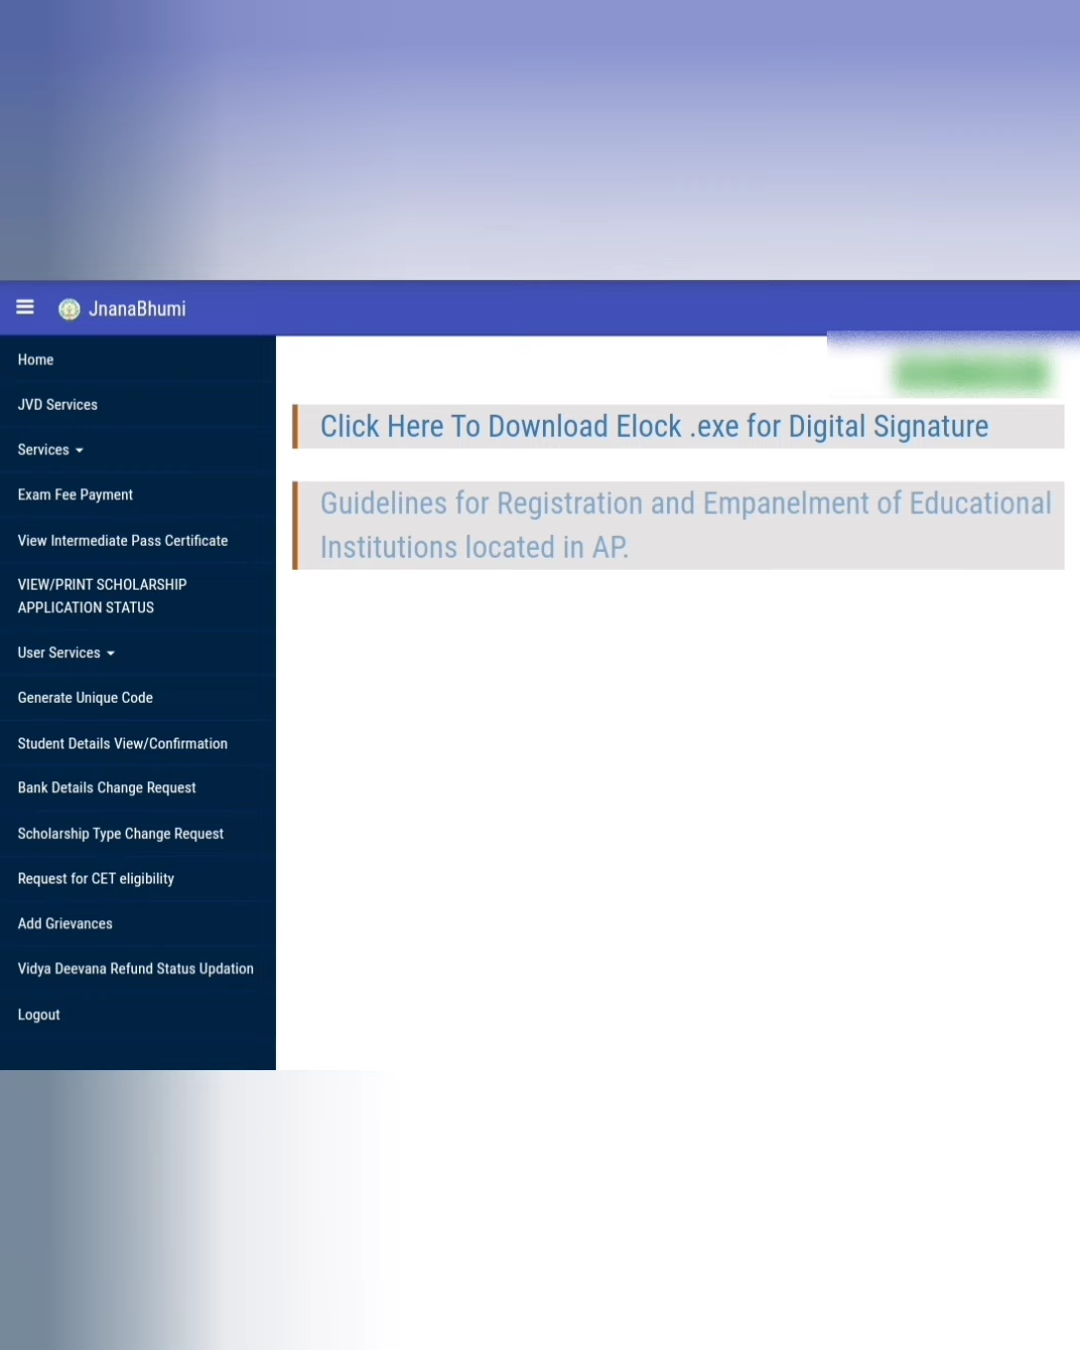 JnanaBhumi
Home
JVD Services
Services
Exam Fee Payment
View Intermediate Pass Certificate
VIEW/PRINT SCHOLARSHIP
APPLICATION STATUS
User Services
Generate Unique Code
Student Details View/Confirmation
Bank Details Change Request
Scholarship Type Change Request
Request for CET eligibility
Add Grievances
Vidya Deevana Refund Status Updation
Logout
Click Here To Download Elock .exe for Digital Signature
Guidelines for Registration and Empanelment of Educational
Institutions located in AP.